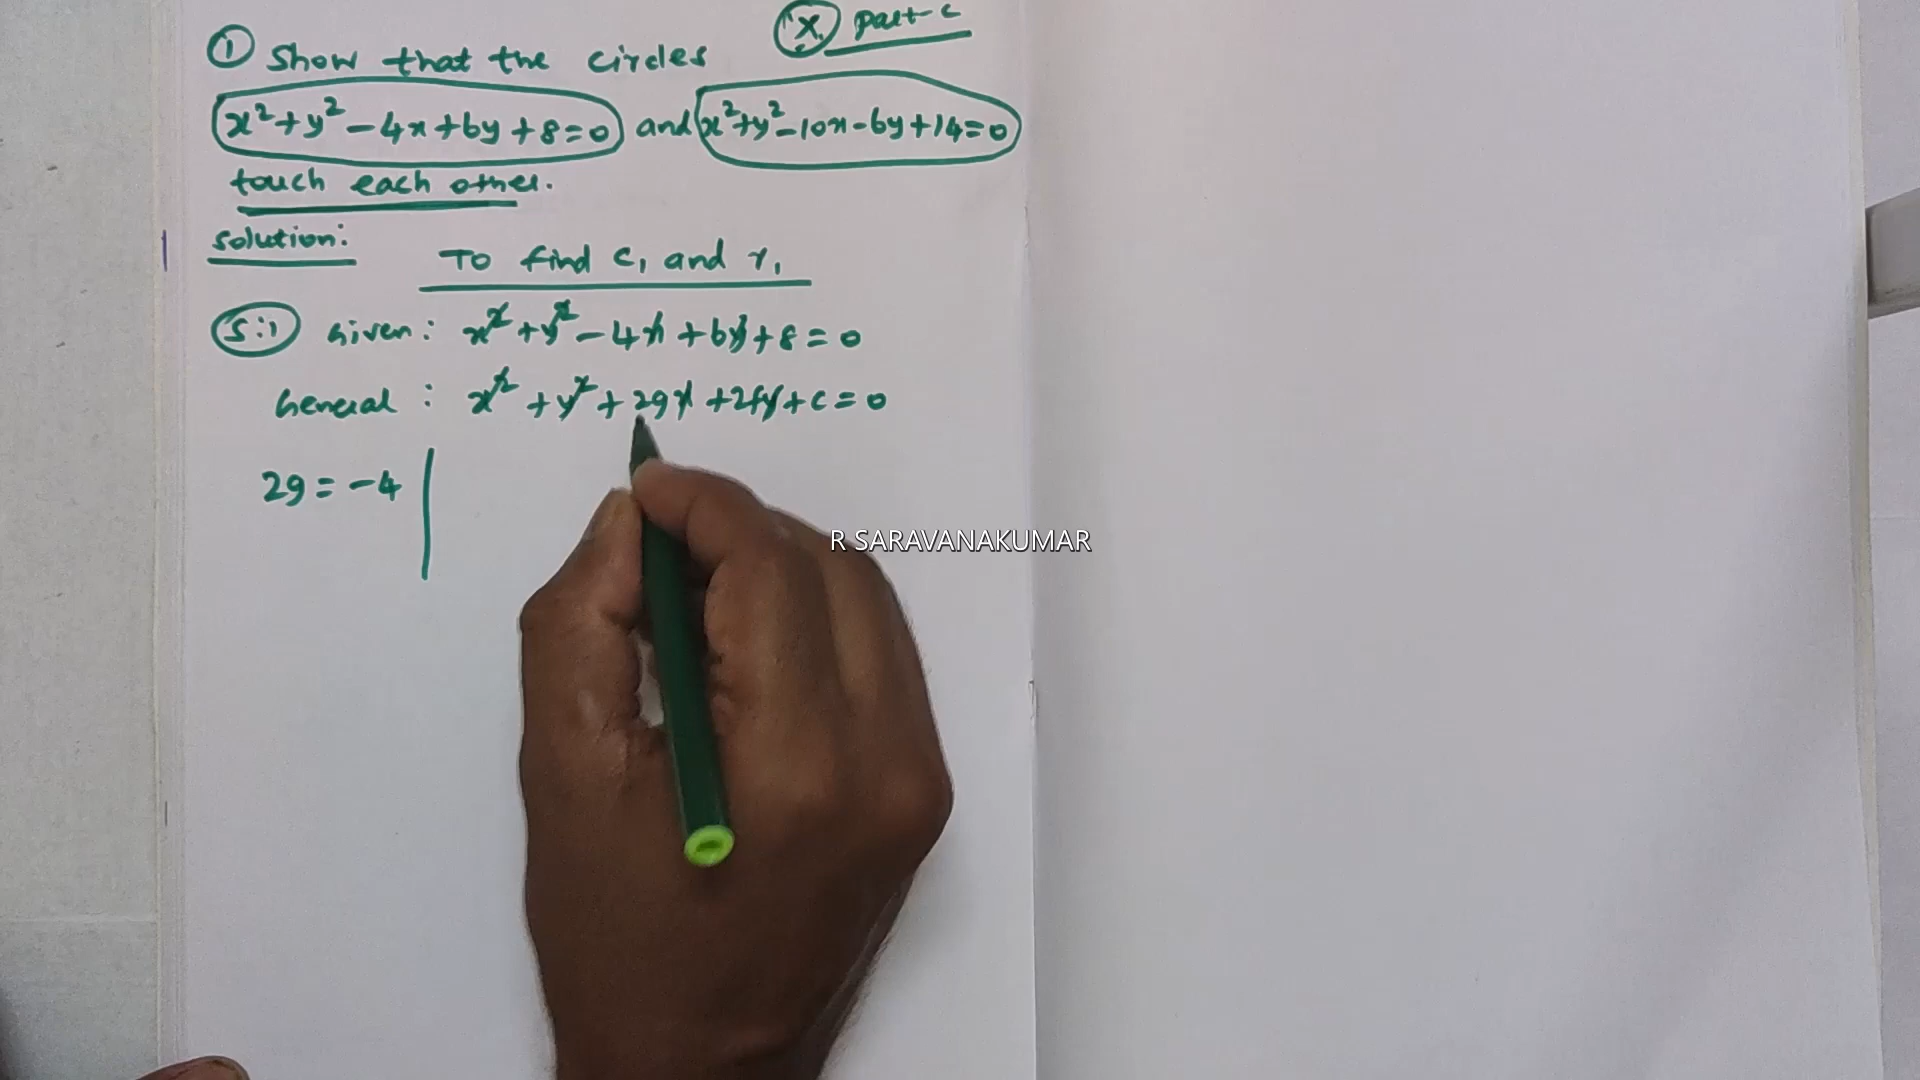 ① Show that the circles
Ⓧ. part-c
x²+y²-4x+6y+8=0 and x²+y²-10x-6y+14=0
touch each other.
Solution:
To find c₁ and r₁
S:1 Given: x²+y²-4x+6y+8=0
General: x²+y²+2gx+2fy+c=0
2g=-4
R SARAVANAKUMAR